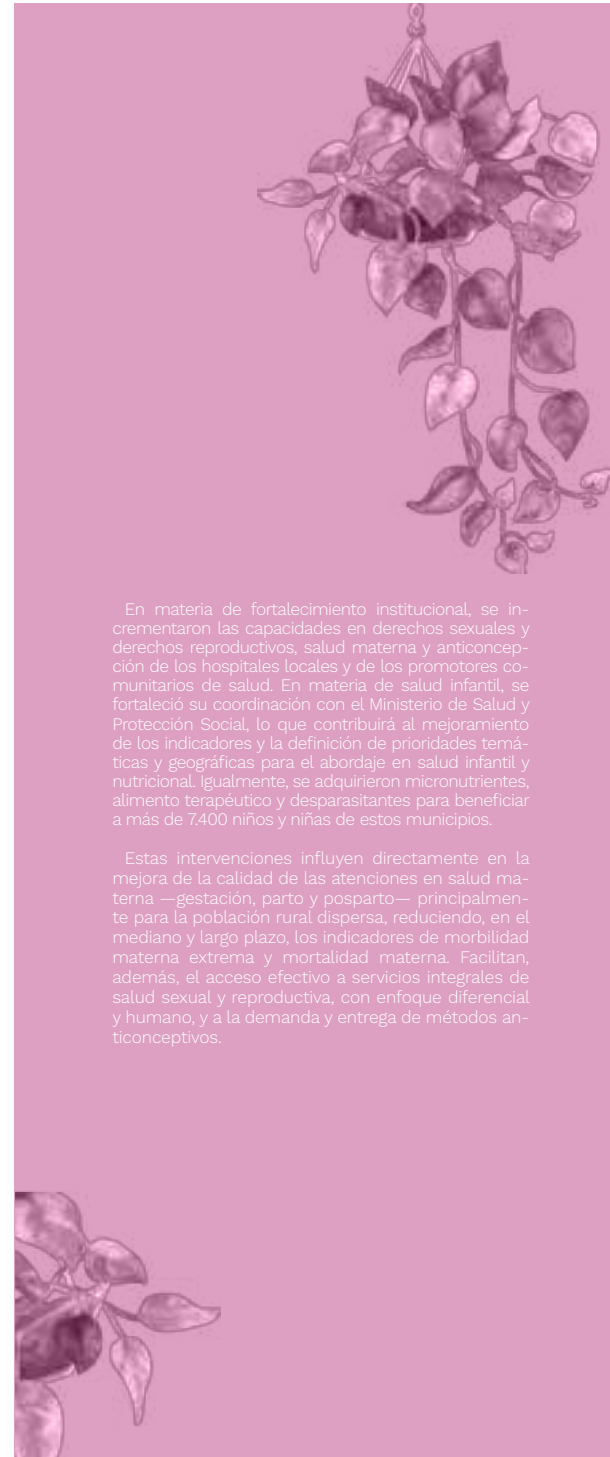 En materia de fortalecimiento institucional, se in-
crementaron las capacidades en derechos sexuales y
derechos reproductivos, salud materna y anticoncep-
ción de los hospitales locales y de los promotores co-
munitarios de salud. En materia de salud infantil, se
fortaleció su coordinación con el Ministerio de Salud y
Protección Social, lo que contribuirá al mejoramiento
de los indicadores y la definición de prioridades temá-
ticas y geográficas para el abordaje en salud infantil y
nutricional. Igualmente, se adquirieron micronutrientes,
alimento terapéutico y desparasitantes para beneficiar
a más de 7.400 niños y niñas de estos municipios.
Estas intervenciones influyen directamente en la
mejora de la calidad de las atenciones en salud ma-
terna —gestación, parto y posparto— principalmen-
te para la población rural dispersa, reduciendo, en el
mediano y largo plazo, los indicadores de morbilidad
materna extrema y mortalidad materna. Facilitan,
además, el acceso efectivo a servicios integrales de
salud sexual y reproductiva, con enfoque diferencial
y humano, y a la demanda y entrega de métodos an-
ticonceptivos.